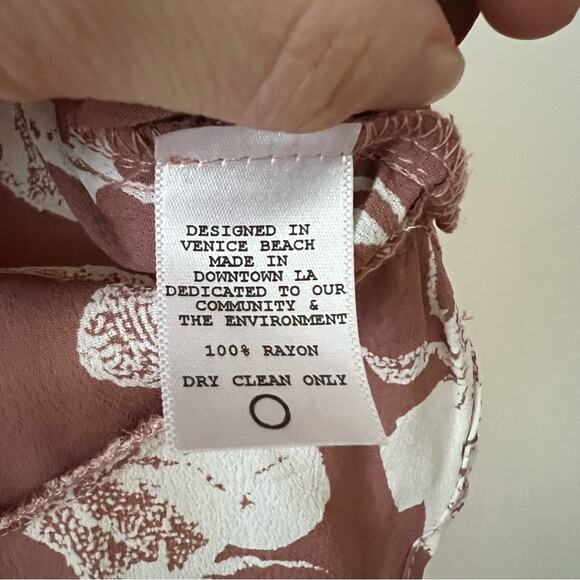 DESIGNED IN
VENICE BEACH
MADE IN
DOWNTOWN LA
DEDICATED TO OUR
COMMUNITY &
THE ENVIRONMENT
100% RAYON
DRY CLEAN ONLY